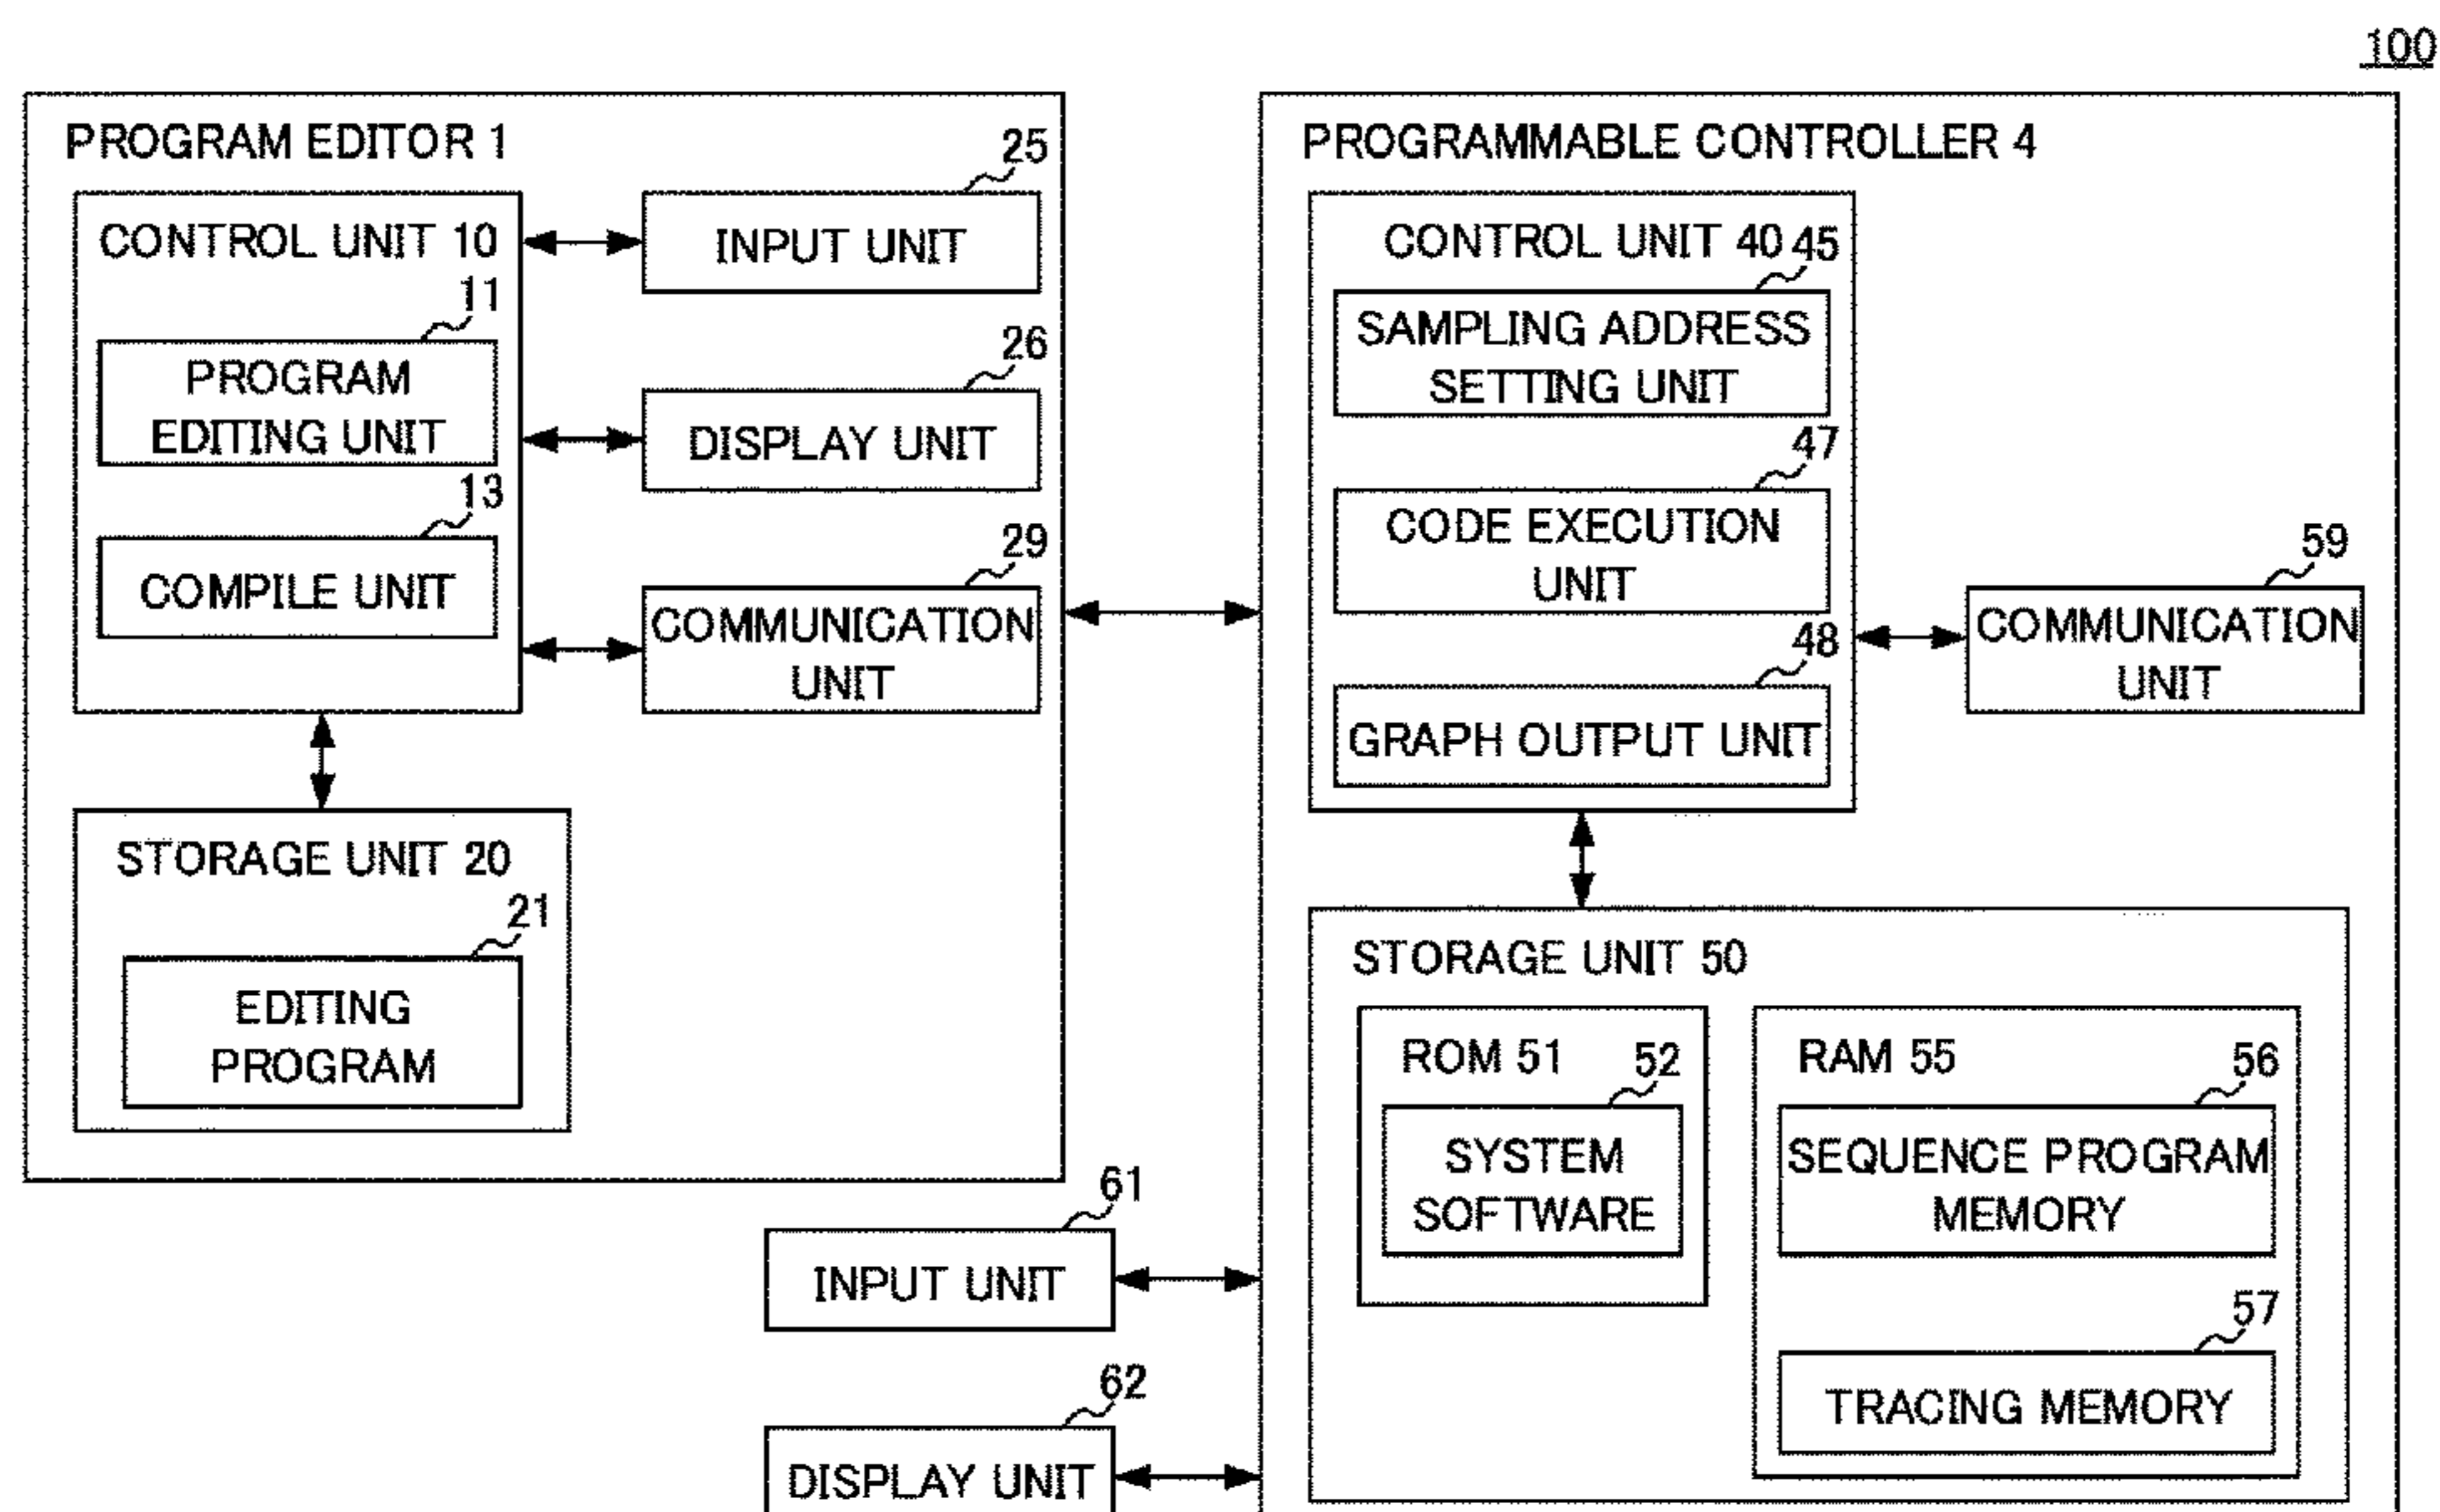 100
PROGRAM EDITOR 1
CONTROL UNIT 10
11
PROGRAM
EDITING UNIT
13
COMPILE UNIT
25
INPUT UNIT
26
DISPLAY UNIT
29
COMMUNICATION
UNIT
STORAGE UNIT 20
21
EDITING
PROGRAM
61
INPUT UNIT
62
DISPLAY UNIT
PROGRAMMABLE CONTROLLER 4
CONTROL UNIT 40
45
SAMPLING ADDRESS
SETTING UNIT
47
CODE EXECUTION
UNIT
48
GRAPH OUTPUT UNIT
59
COMMUNICATION
UNIT
STORAGE UNIT 50
ROM 51
52
SYSTEM
SOFTWARE
RAM 55
56
SEQUENCE PROGRAM
MEMORY
57
TRACING MEMORY